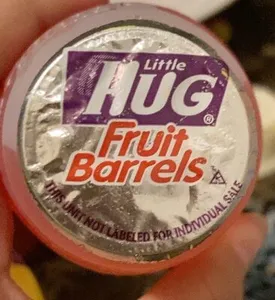 Little
HUG®
Fruit
Barrels
THIS UNIT NOT LABELED FOR INDIVIDUAL SALE